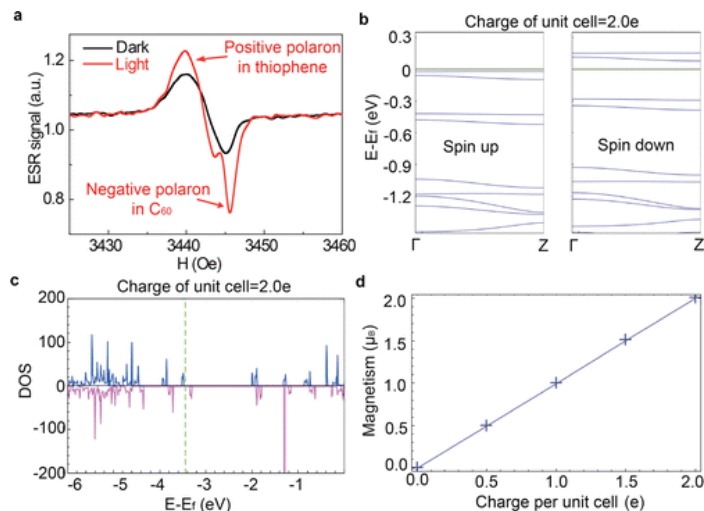 a
Dark
Light
Positive polaron
in thiophene
Negative polaron
in C60
ESR signal (a.u.)
1.2
1.0
0.8
3430
3440
3450
3460
H (Oe)
b
Charge of unit cell=2.0e
E-Ef (eV)
0
-0.3
-0.6
-0.9
-1.2
Spin up
Spin down
Γ
Z
Γ
Z
c
Charge of unit cell=2.0e
DOS
200
100
0
-100
-200
-6
-5
-4
-3
-2
-1
E-Ef (eV)
d
Magnetism (μB)
2.0
1.5
1.0
0.5
0.0
0.0
0.5
1.0
1.5
2.0
Charge per unit cell (e)